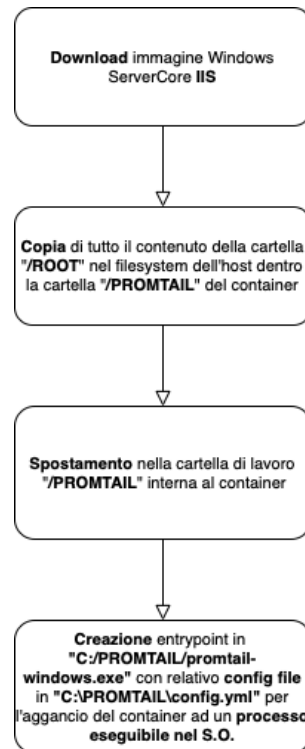 Download immagine Windows
ServerCore IIS
Copia di tutto il contenuto della cartella
"/ROOT" nel filesystem dell'host dentro
la cartella "/PROMTAIL" del container
Spostamento nella cartella di lavoro
"/PROMTAIL" interna al container
Creazione entrypoint in
"C:/PROMTAIL/promtail-
windows.exe" con relativo config file
in "C:\PROMTAIL\config.yml" per
l'aggancio del container ad un processo
eseguibile nel S.O.